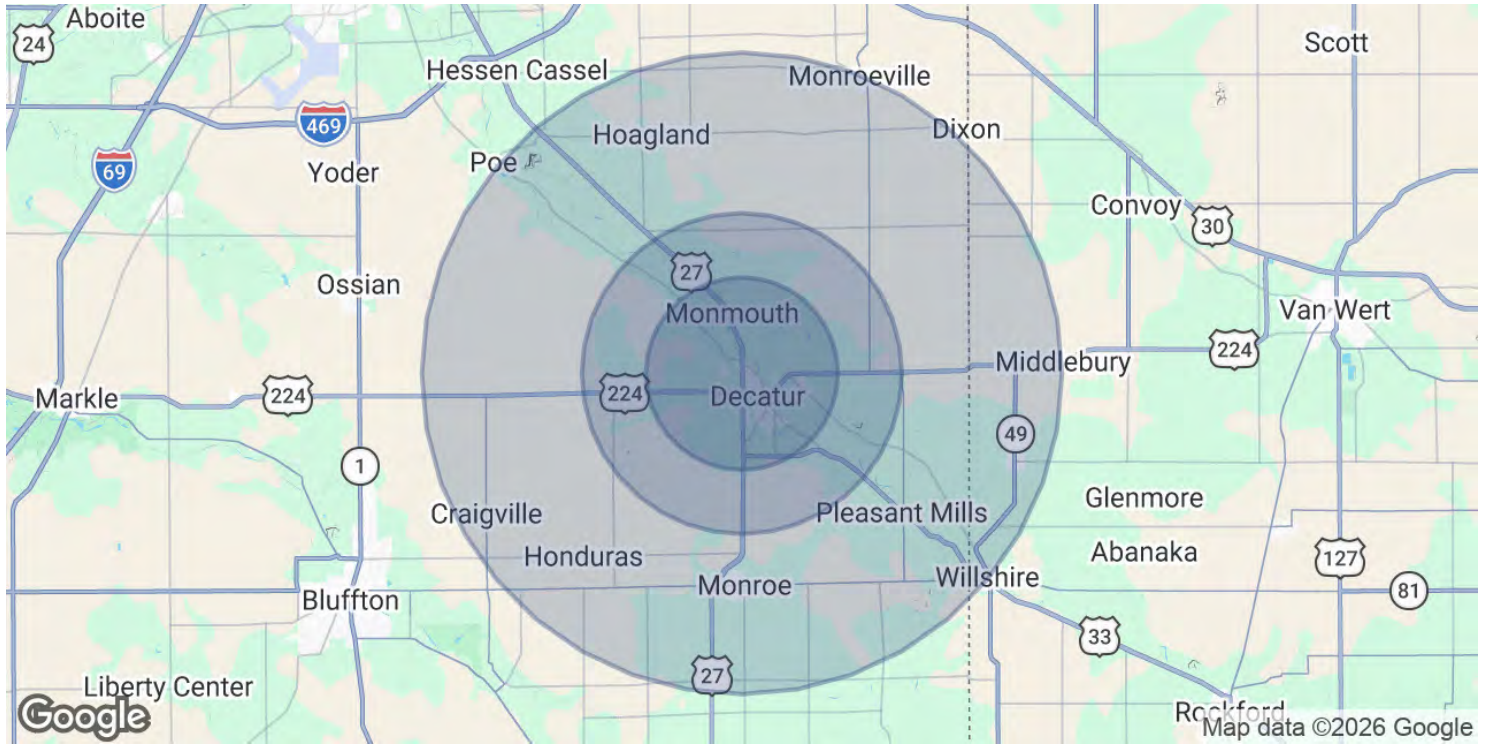 Aboite
24
Hessen Cassel
Monroeville
Scott
469
Hoagland
Dixon
69
Yoder
Poe
Convoy
30
27
Ossian
Monmouth
Van Wert
224
Middlebury
Markle
224
224
Decatur
49
1
Craigville
Pleasant Mills
Glenmore
Honduras
Abanaka
127
Monroe
Willshire
81
Bluffton
33
27
Liberty Center
Rockford
Google
Map data ©2026 Google